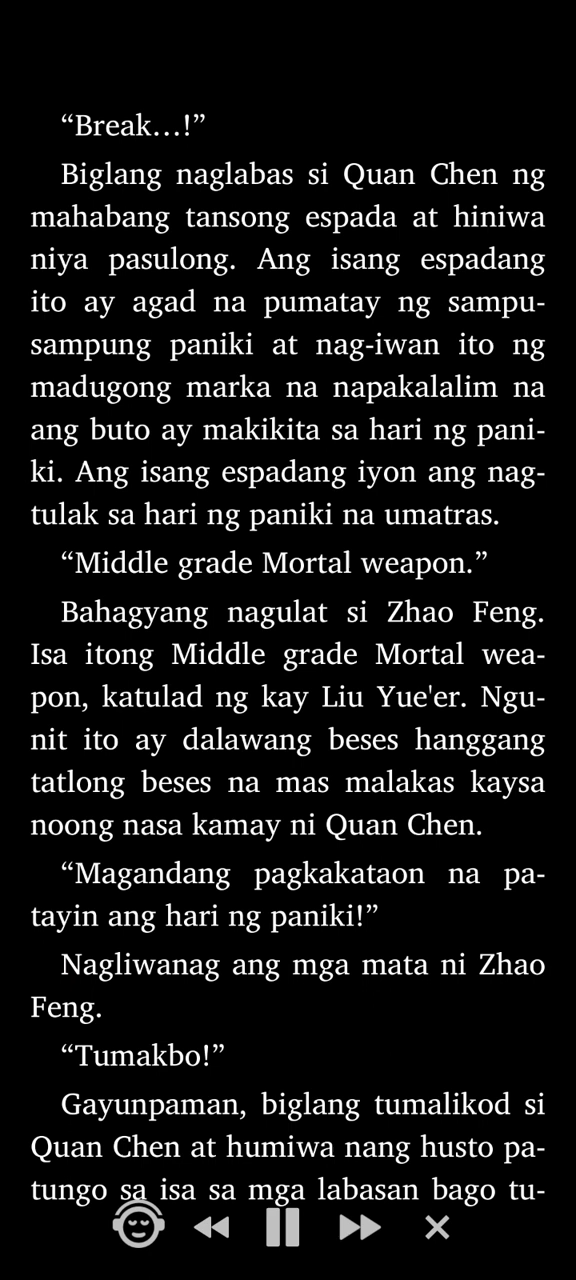 “Break…!”
Biglang naglabas si Quan Chen ng
mahabang tansong espada at hiniwa
niya pasulong. Ang isang espadang
ito ay agad na pumatay ng sampu-
sampung paniki at nag-iwan ito ng
madugong marka na napakalalim na
ang buto ay makikita sa hari ng pani-
ki. Ang isang espadang iyon ang nag-
tulak sa hari ng paniki na umatras.
“Middle grade Mortal weapon.”
Bahagyang nagulat si Zhao Feng.
Isa itong Middle grade Mortal wea-
pon, katulad ng kay Liu Yue'er. Ngu-
nit ito ay dalawang beses hanggang
tatlong beses na mas malakas kaysa
noong nasa kamay ni Quan Chen.
“Magandang pagkakataon na pa-
tayin ang hari ng paniki!”
Nagliwanag ang mga mata ni Zhao
Feng.
“Tumakbo!”
Gayunpaman, biglang tumalikod si
Quan Chen at humiwa nang husto pa-
tungo sa isa sa mga labasan bago tu-